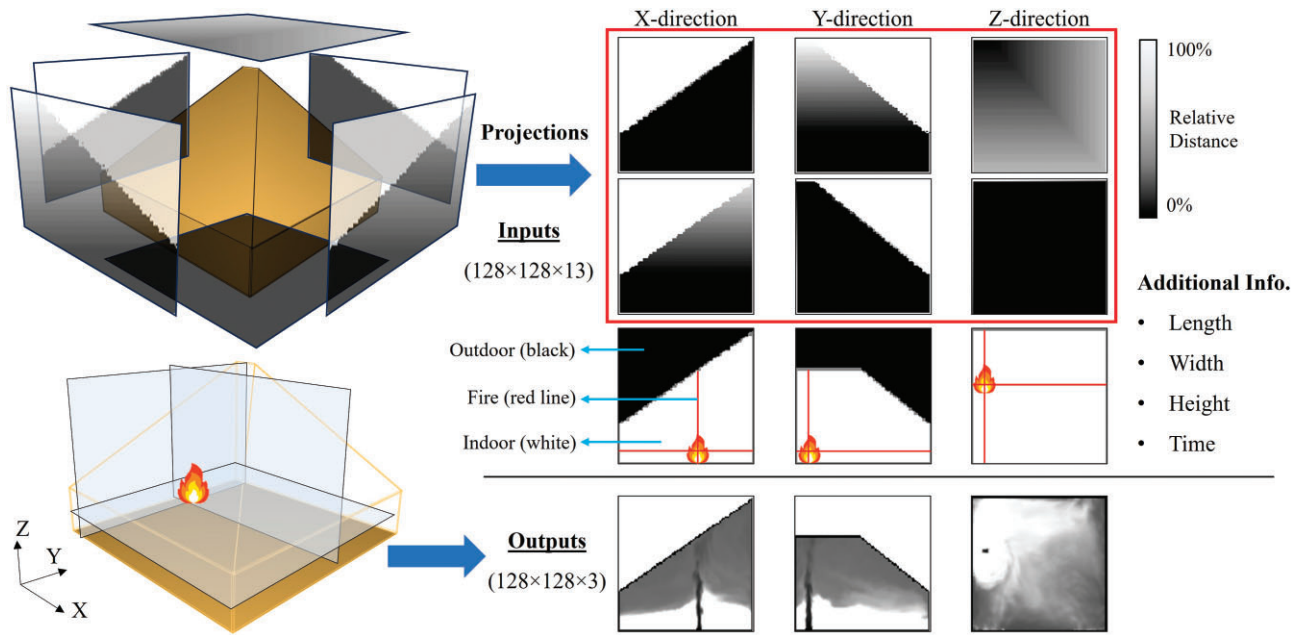 X-direction
Y-direction
Z-direction
Projections
Inputs
(128×128×13)
100%
Relative
Distance
0%
Additional Info.
• Length
• Width
• Height
• Time
Outdoor (black)
Fire (red line)
Indoor (white)
Z
Y
X
Outputs
(128×128×3)